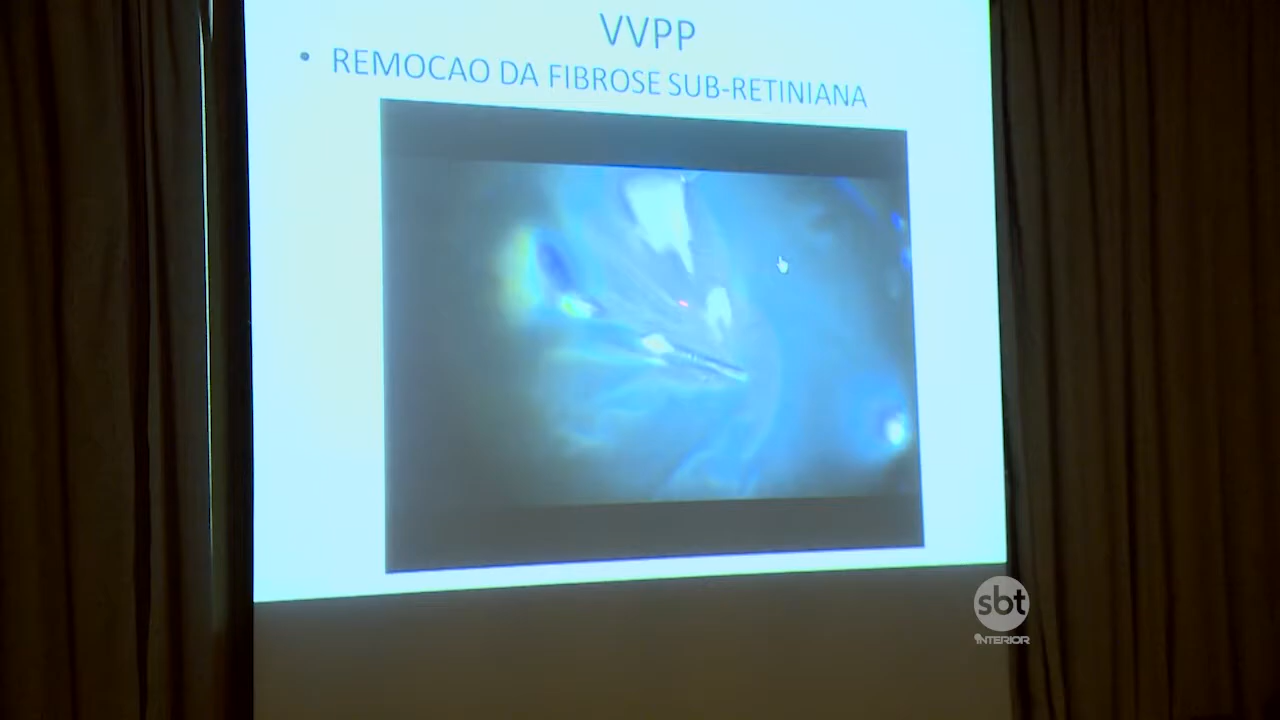 VVPP
• REMOCAO DA FIBROSE SUB-RETINIANA
sbt
INTERIOR